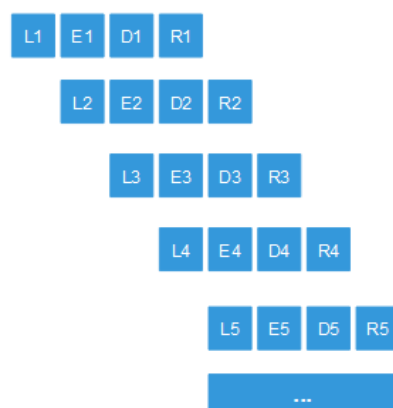 L1 E1 D1 R1
L2 E2 D2 R2
L3 E3 D3 R3
L4 E4 D4 R4
L5 E5 D5 R5
...